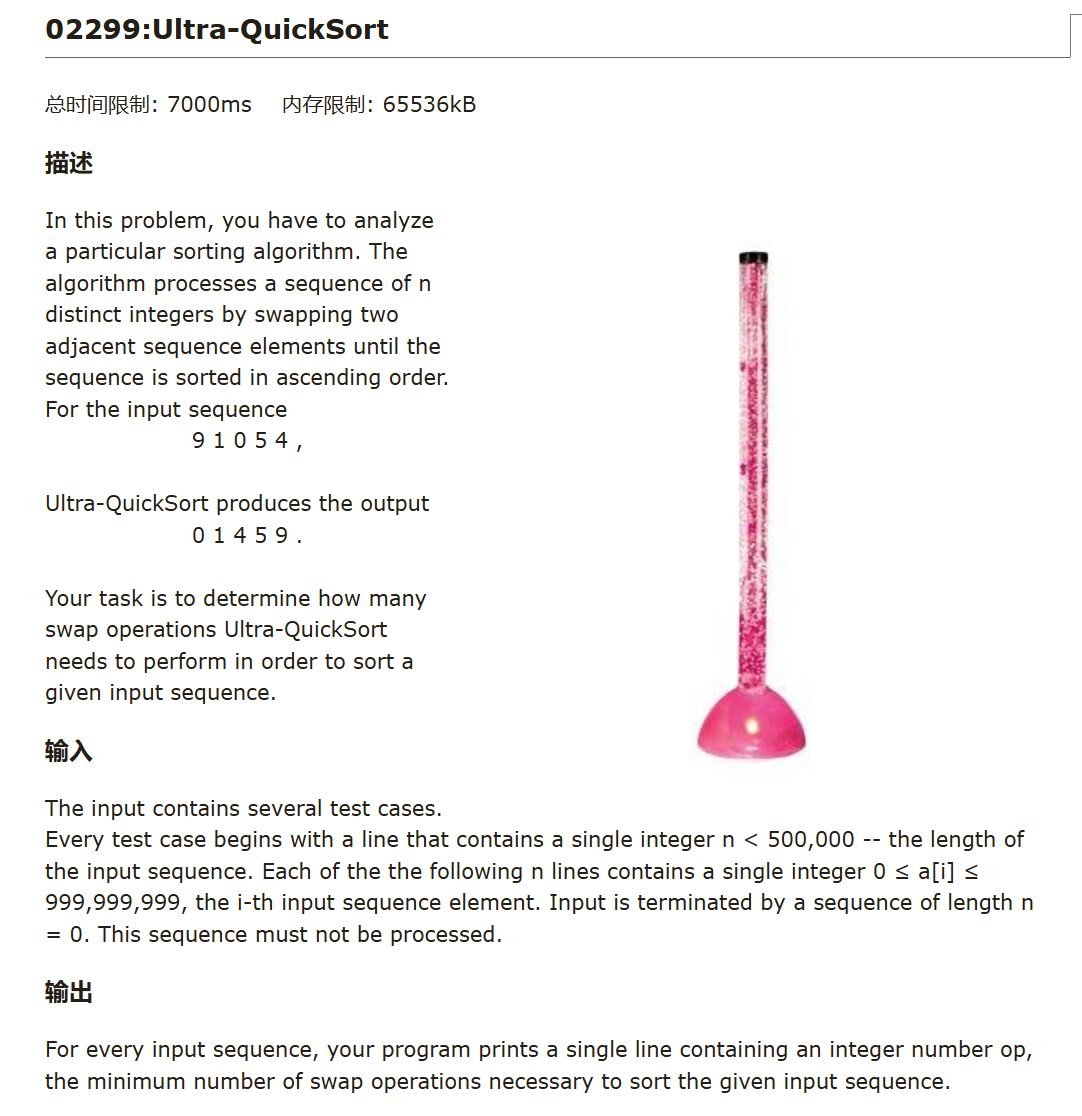 02299:Ultra-QuickSort
总时间限制: 7000ms 内存限制: 65536kB
描述
In this problem, you have to analyze
a particular sorting algorithm. The
algorithm processes a sequence of n
distinct integers by swapping two
adjacent sequence elements until the
sequence is sorted in ascending order.
For the input sequence
9 1 0 5 4 ,
Ultra-QuickSort produces the output
0 1 4 5 9 .
Your task is to determine how many
swap operations Ultra-QuickSort
needs to perform in order to sort a
given input sequence.
输入
The input contains several test cases.
Every test case begins with a line that contains a single integer n < 500,000 -- the length of
the input sequence. Each of the the following n lines contains a single integer 0 ≤ a[i] ≤
999,999,999, the i-th input sequence element. Input is terminated by a sequence of length n
= 0. This sequence must not be processed.
输出
For every input sequence, your program prints a single line containing an integer number op,
the minimum number of swap operations necessary to sort the given input sequence.